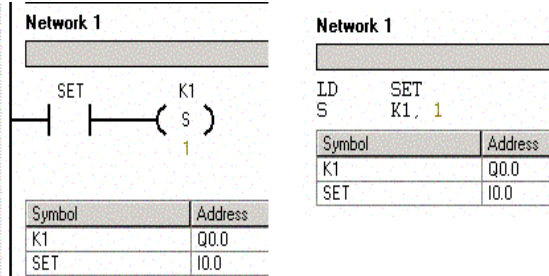 Network 1
SET K1
S
1
Symbol Address
K1 Q0.0
SET I0.0
Network 1
LD SET
S K1, 1
Symbol Address
K1 Q0.0
SET I0.0